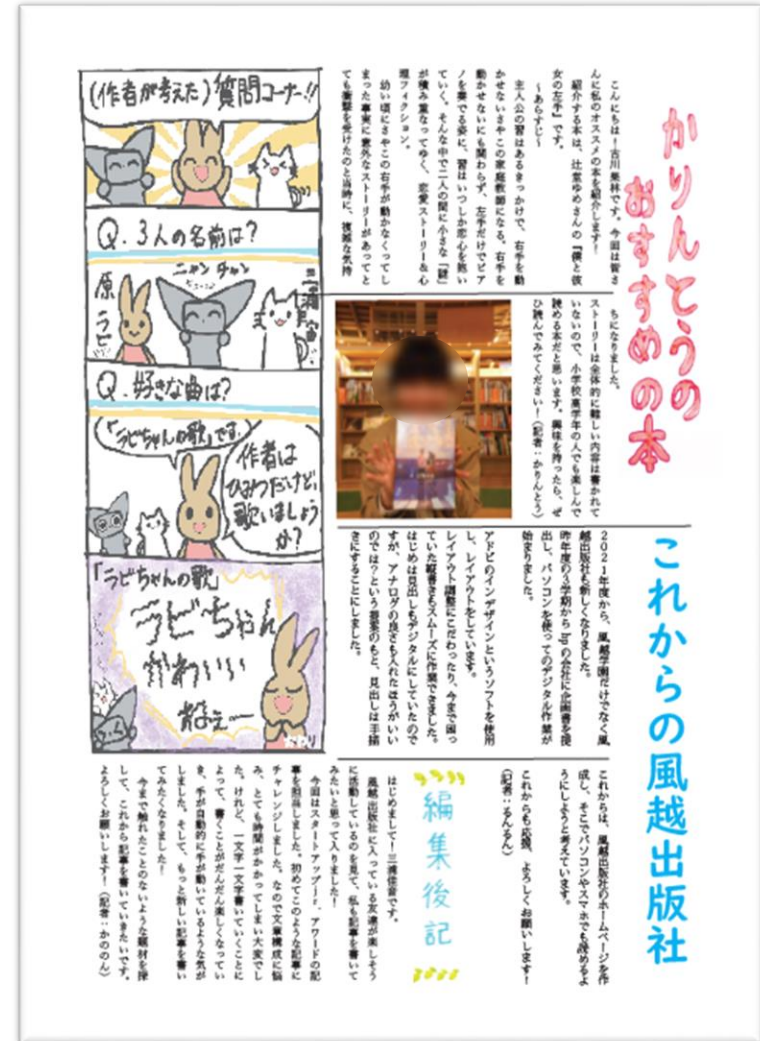 かりんとうの
おすすめの本
こんにちは!古川果林です。今回は皆さ
んに私のオススメの本を紹介します!
紹介する本は、辻堂ゆめさんの『僕と彼
女の左手』です。
～あらすじ～
主人公の習はあるきっかけで、右手を動
かせないさやこの家庭教師になる。右手を
動かせないにも関わらず、左手だけでピア
ノを奏でる姿に、習はいつしか恋心を抱い
ていく。そんな中で二人の間に小さな「謎」
が積み重なってゆく、恋愛ストーリー&心
理フィクション。
幼い頃にさやこの右手が動かなくってし
まった事実に意外なストーリーがあってと
ても衝撃を受けたのと当時に、複雑な気持
ちになりました。
ストーリーは全体的に難しい内容は書かれて
いないので、小学校高学年の人でも楽しんで
読める本だと思います。興味を持ったら、ぜ
ひ読んでみてください!(記者:かりんとう)
これからの風越出版社
2021年度から、風越学園だけでなく風
越出版社も新しくなりました。
昨年度の3学期からhpの会社に企画書を提
出し、パソコンを使ってのデジタル作業が
始まりました。
アドビのインデザインというソフトを使用
し、レイアウトをしています。
レイアウト調整にこだわったり、今まで困っ
ていた縦書きもスムーズに作業できました。
はじめは見出しもデジタルにしていたので
すが、アナログの良さも入れたほうがいい
のでは?という提案のもと、見出しは手描
きにすることにしました。
これからは、風越出版社のホームページを作
成し、そこでパソコンやスマホでも読めるよ
うにしようと考えています。
これからも応援、よろしくお願いします!
(記者:るんるん)
編集後記
はじめまして!三浦佳音です。
風越出版社に入っている友達が楽しそう
に活動しているのを見て、私も記事を書いて
みたいと思って入りました!
今回はスタートアップJr.アワードの記
事を担当しました。初めてこのような記事に
チャレンジしました。なので文章構成に悩
み、とても時間がかかってしまい大変でし
た。けれど、一文字一文字書いていくことに
よって、書くことがだんだん楽しくなってい
き、手が自動的に手が動いているような気が
しました。そして、もっと新しい記事を書い
てみたくなりました!
今まで触れたことのないような題材を探
して、これから記事を書いていきたいです。
よろしくお願いします!(記者:かののん)
(作者が考えた)質問コーナー!!
Q.3人の名前は?
ニャンチャン
原ラビ
Q.好きな曲は?
「ラビちゃんの歌」です。
作者は
ひみつだけど、
歌いましょう
か?
「ラビちゃんの歌」
ラビちゃん
かわいい
ねぇー